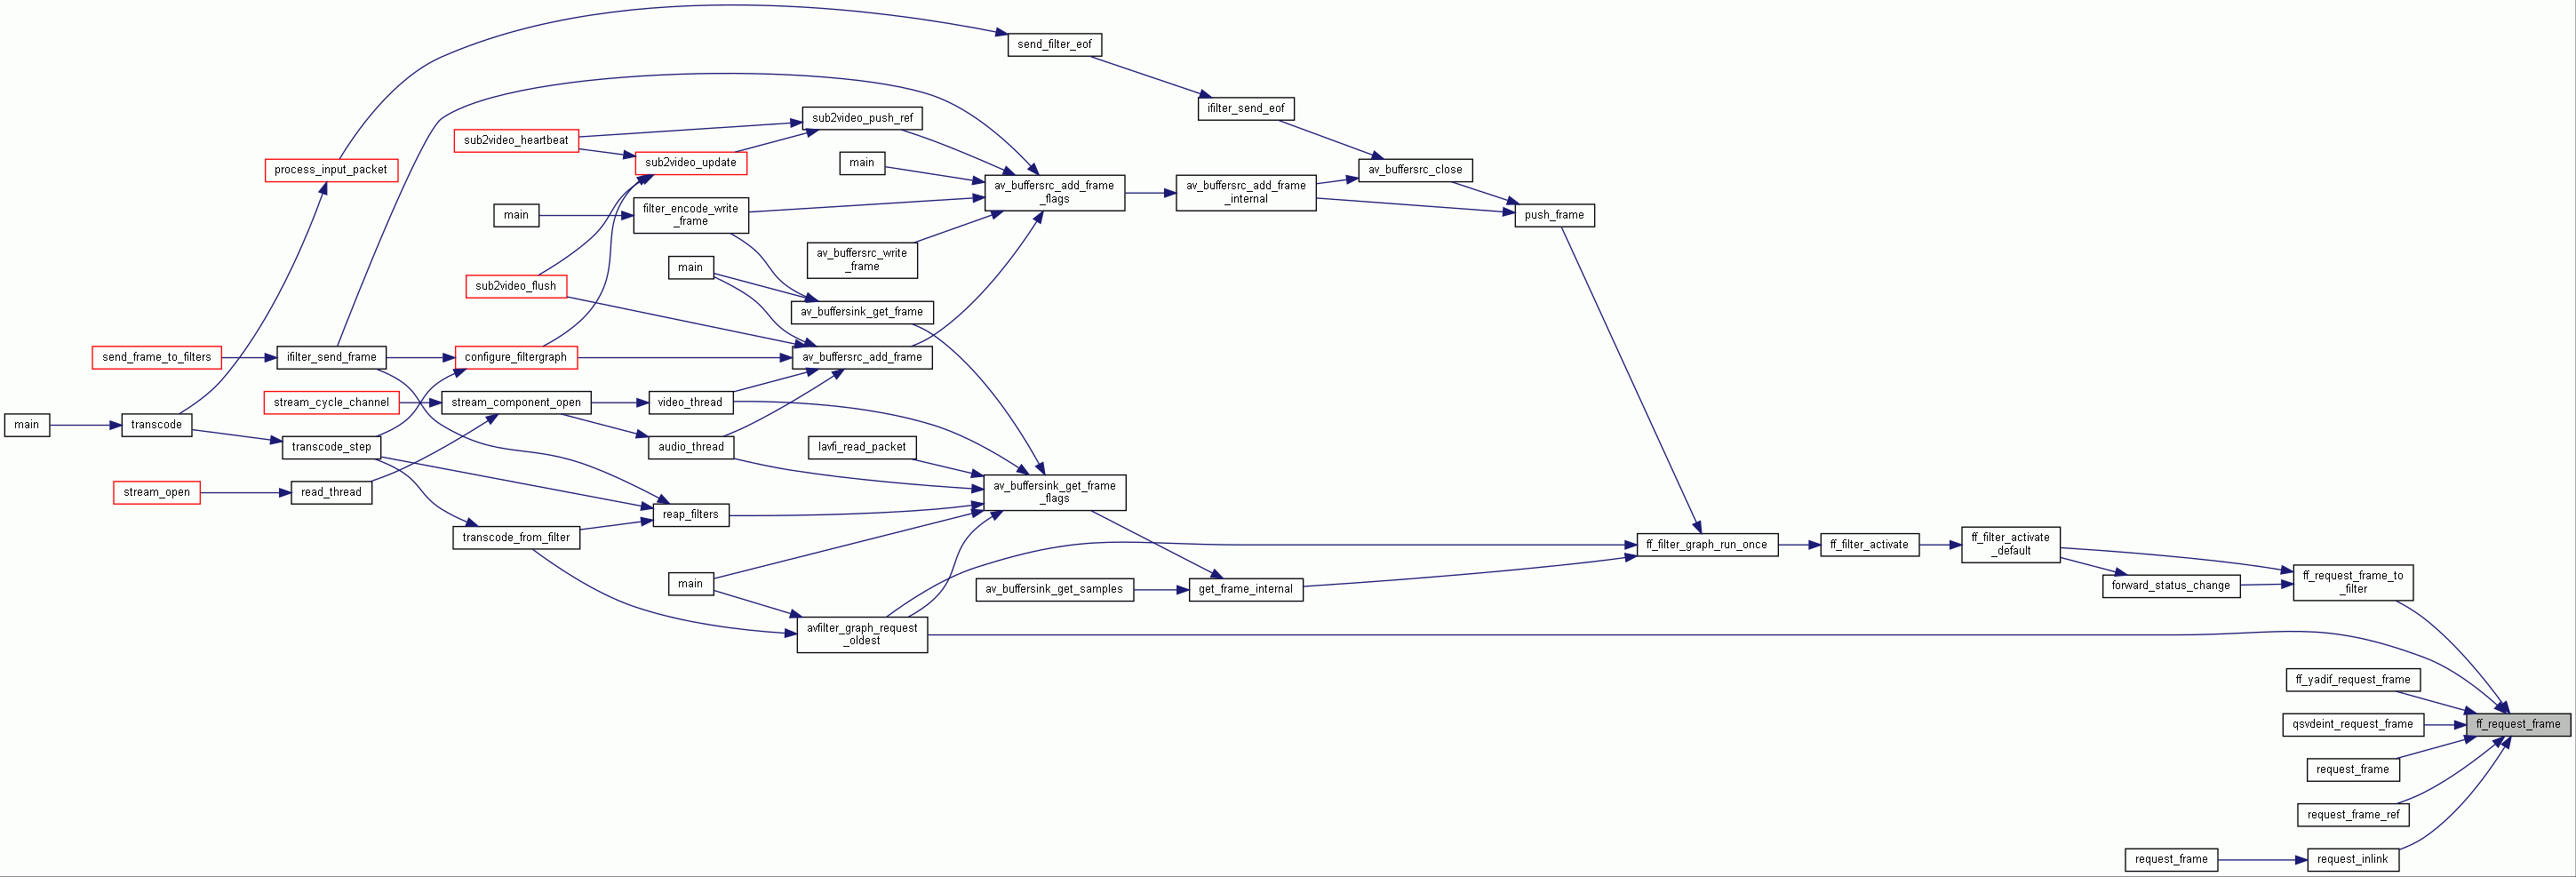 send_filter_eof
ifilter_send_eof
sub2video_push_ref
sub2video_heartbeat
sub2video_update
main
process_input_packet
av_buffersrc_close
av_buffersrc_add_frame
_flags
av_buffersrc_add_frame
_internal
push_frame
main
filter_encode_write
_frame
av_buffersrc_write
_frame
main
sub2video_flush
av_buffersink_get_frame
send_frame_to_filters
ifilter_send_frame
configure_filtergraph
av_buffersrc_add_frame
stream_cycle_channel
stream_component_open
video_thread
main
transcode
transcode_step
audio_thread
lavfi_read_packet
stream_open
read_thread
av_buffersink_get_frame
_flags
reap_filters
transcode_from_filter
ff_filter_graph_run_once
ff_filter_activate
ff_filter_activate
_default
main
av_buffersink_get_samples
get_frame_internal
forward_status_change
ff_request_frame_to
_filter
avfilter_graph_request
_oldest
ff_yadif_request_frame
qsvdeint_request_frame
ff_request_frame
request_frame
request_frame_ref
request_frame
request_inlink